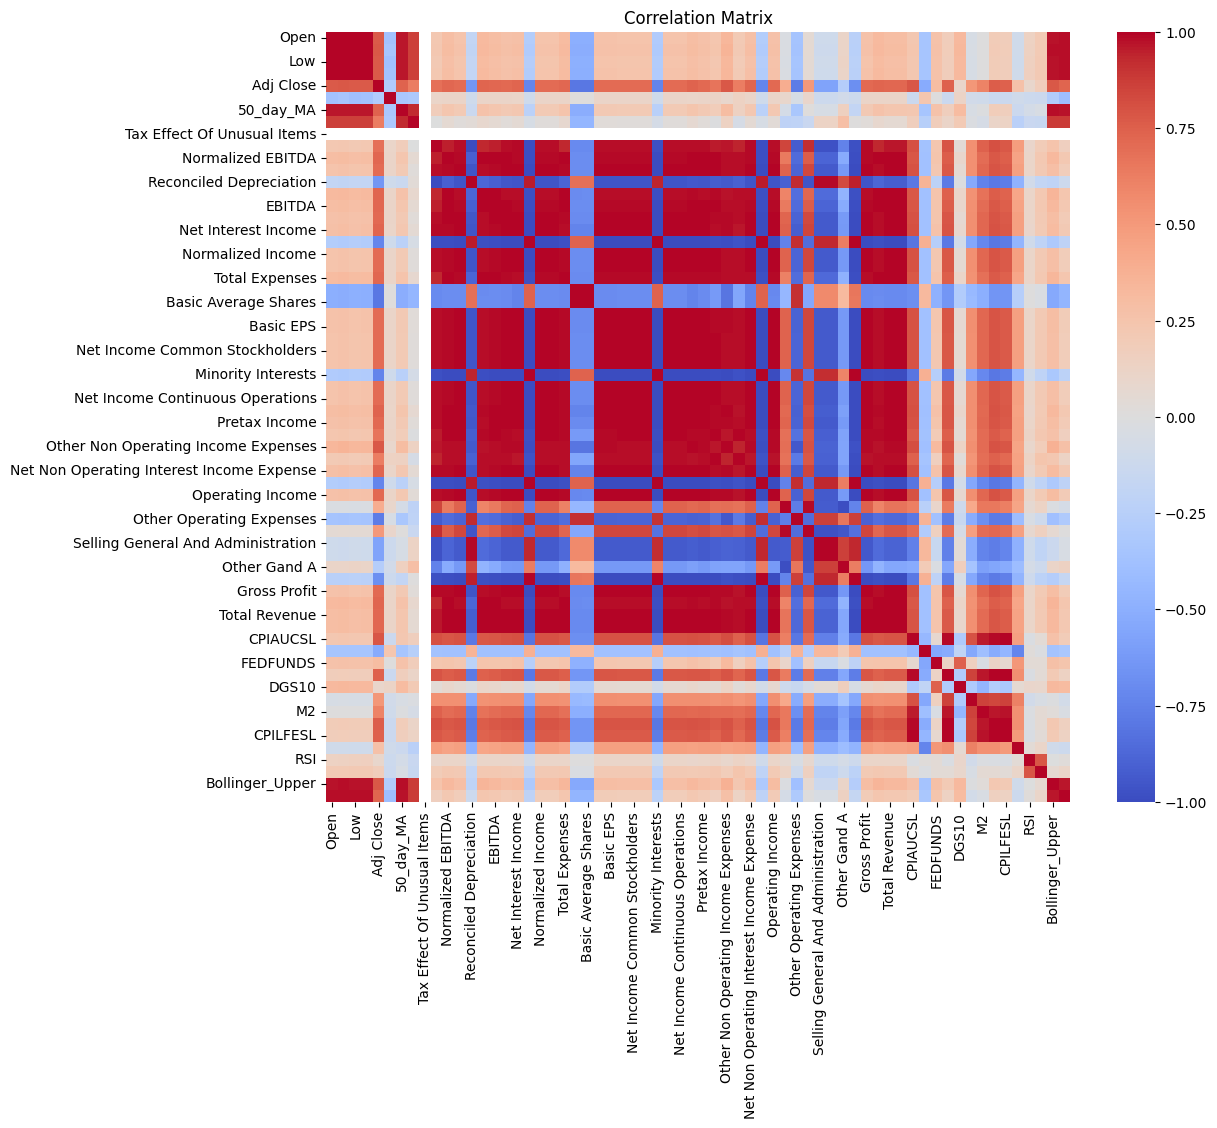 Correlation Matrix
Open
Low
Adj Close
50_day_MA
Tax Effect Of Unusual Items
Normalized EBITDA
Reconciled Depreciation
EBITDA
Net Interest Income
Normalized Income
Total Expenses
Basic Average Shares
Basic EPS
Net Income Common Stockholders
Minority Interests
Net Income Continuous Operations
Pretax Income
Other Non Operating Income Expenses
Net Non Operating Interest Income Expense
Operating Income
Other Operating Expenses
Selling General And Administration
Other Gand A
Gross Profit
Total Revenue
CPIAUCSL
FEDFUNDS
DGS10
M2
CPILFESL
RSI
Bollinger_Upper
Open
Low
Adj Close
50_day_MA
Tax Effect Of Unusual Items
Normalized EBITDA
Reconciled Depreciation
EBITDA
Net Interest Income
Normalized Income
Total Expenses
Basic Average Shares
Basic EPS
Net Income Common Stockholders
Minority Interests
Net Income Continuous Operations
Pretax Income
Other Non Operating Income Expenses
Net Non Operating Interest Income Expense
Operating Income
Other Operating Expenses
Selling General And Administration
Other Gand A
Gross Profit
Total Revenue
CPIAUCSL
FEDFUNDS
DGS10
M2
CPILFESL
RSI
Bollinger_Upper
1.00
0.75
0.50
0.25
0.00
−0.25
−0.50
−0.75
−1.00